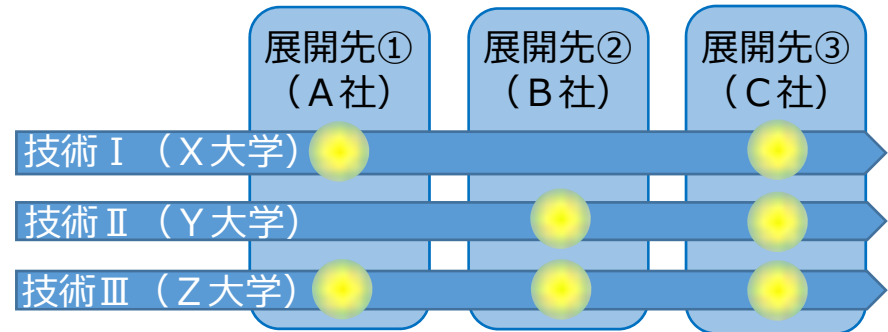 展開先①
（Ａ社）
展開先②
（Ｂ社）
展開先③
（Ｃ社）
技術Ⅰ（Ｘ大学）
技術Ⅱ（Ｙ大学）
技術Ⅲ（Ｚ大学）